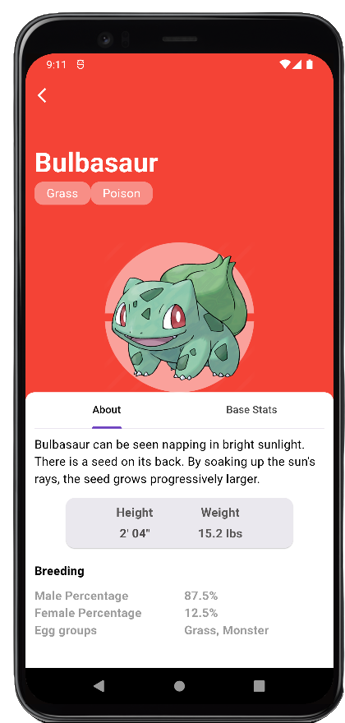 9:11
Bulbasaur
Grass Poison
About Base Stats
Bulbasaur can be seen napping in bright sunlight.
There is a seed on its back. By soaking up the sun's
rays, the seed grows progressively larger.
Height Weight
2' 04" 15.2 lbs
Breeding
Male Percentage 87.5%
Female Percentage 12.5%
Egg groups Grass, Monster